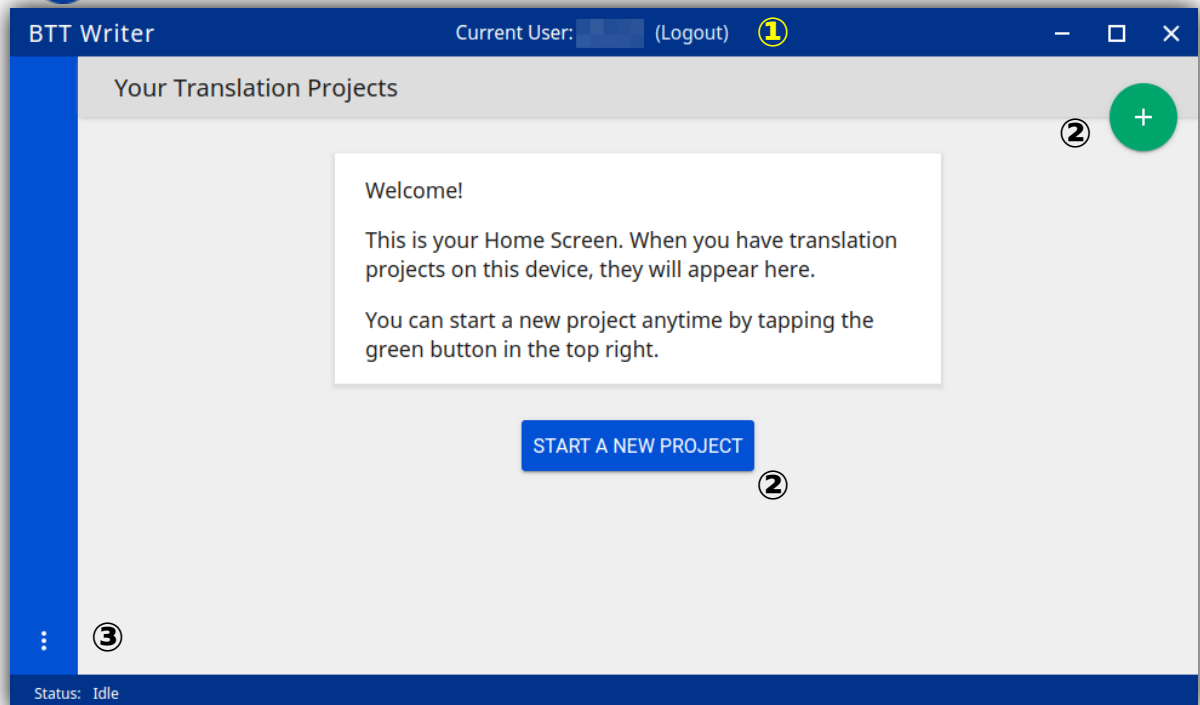 BTT Writer
Current User: (Logout) ①
Your Translation Projects
+
②
Welcome!
This is your Home Screen. When you have translation
projects on this device, they will appear here.
You can start a new project anytime by tapping the
green button in the top right.
START A NEW PROJECT
②
③
Status: Idle